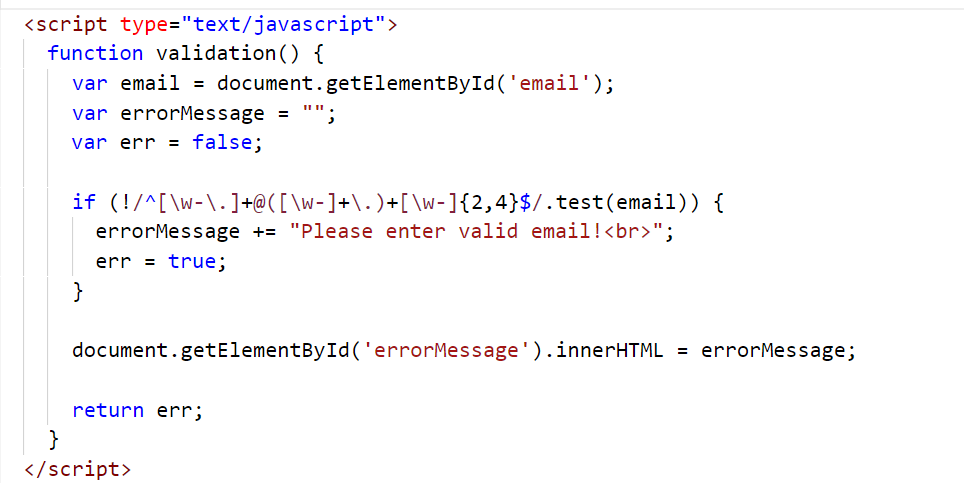 <script type="text/javascript">
function validation() {
var email = document.getElementById('email');
var errorMessage = "";
var err = false;
if (!/^[\w-\.]+@([\w-]+\.)+[\w-]{2,4}$/.test(email)) {
errorMessage += "Please enter valid email!<br>";
err = true;
}
document.getElementById('errorMessage').innerHTML = errorMessage;
return err;
}
</script>